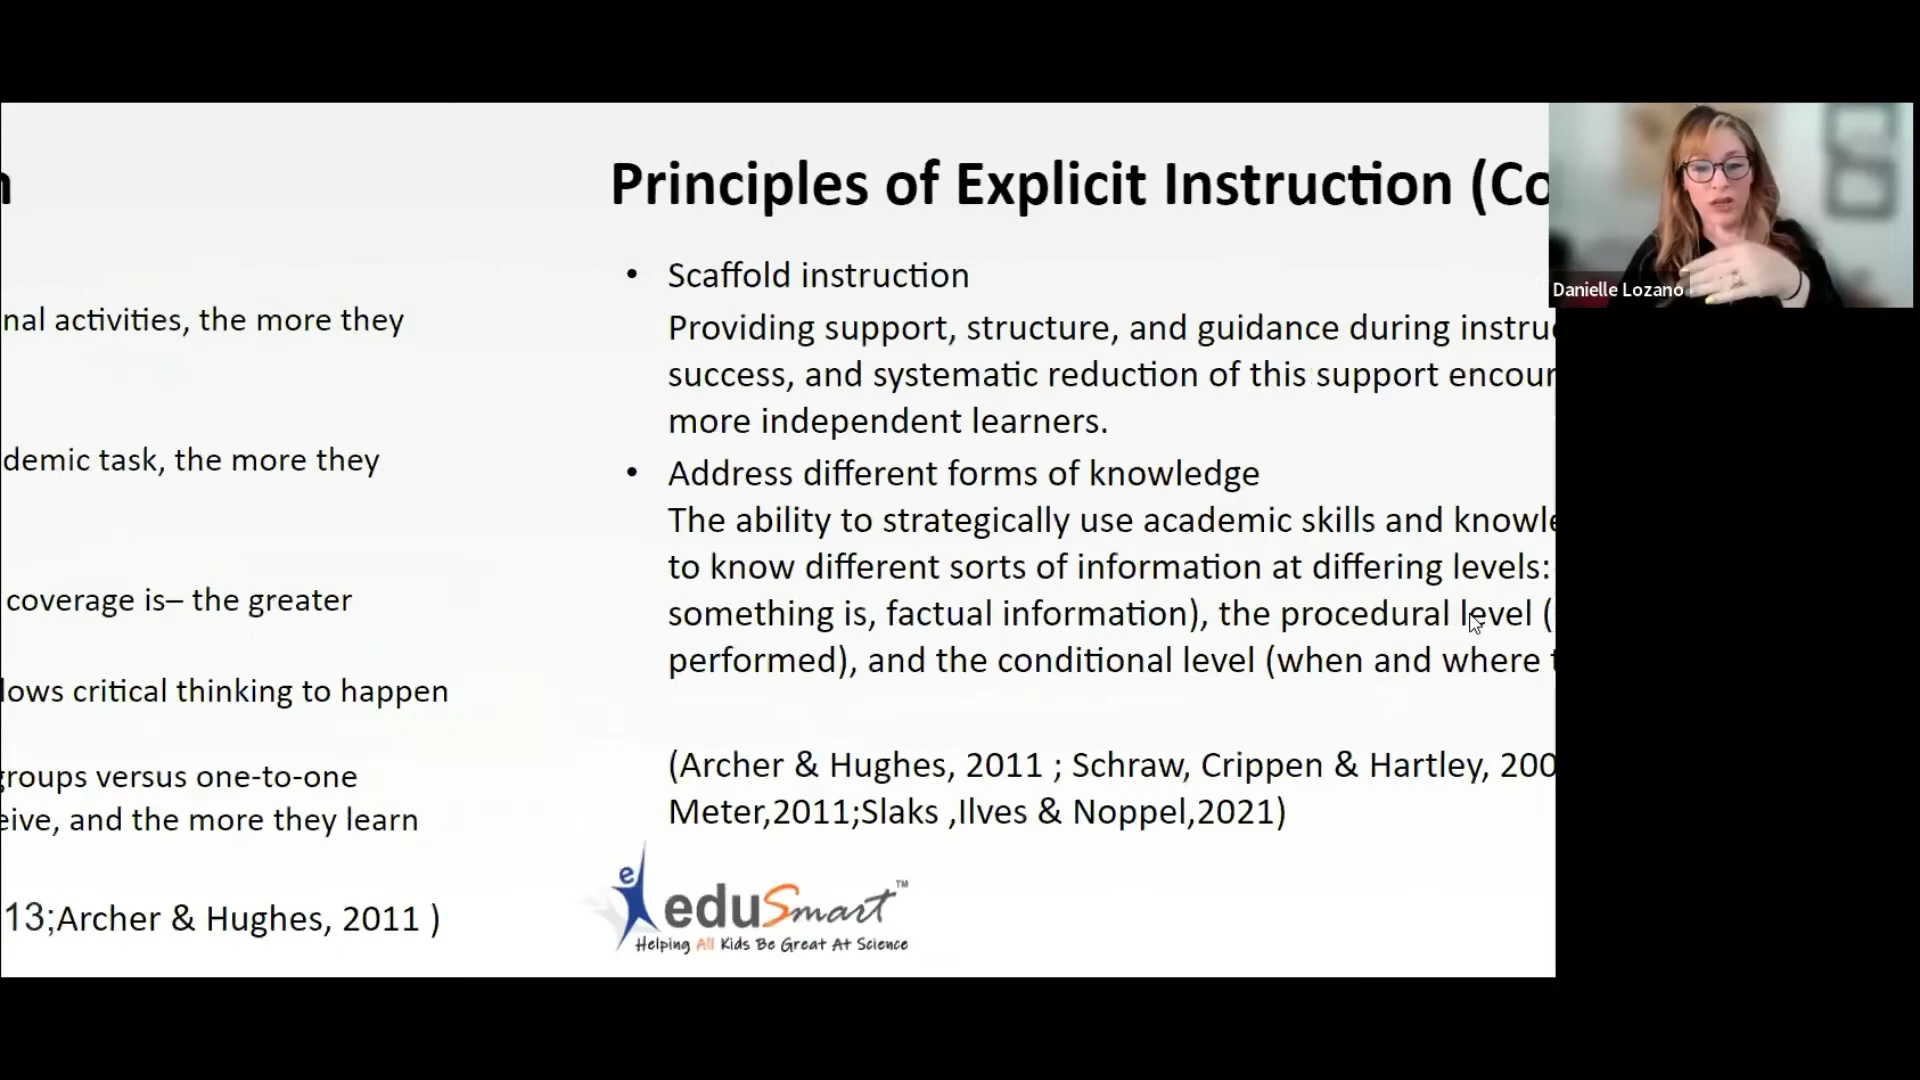 nal activities, the more they
demic task, the more they
coverage is– the greater
lows critical thinking to happen
groups versus one-to-one
eive, and the more they learn
13;Archer & Hughes, 2011 )
Principles of Explicit Instruction (Co
• Scaffold instruction
Providing support, structure, and guidance during instruc
success, and systematic reduction of this support encour
more independent learners.
• Address different forms of knowledge
The ability to strategically use academic skills and knowle
to know different sorts of information at differing levels:
something is, factual information), the procedural level (
performed), and the conditional level (when and where t
(Archer & Hughes, 2011 ; Schraw, Crippen & Hartley, 200
Meter,2011;Slaks ,Ilves & Noppel,2021)
e eduSmart™
Helping All Kids Be Great At Science
Danielle Lozano